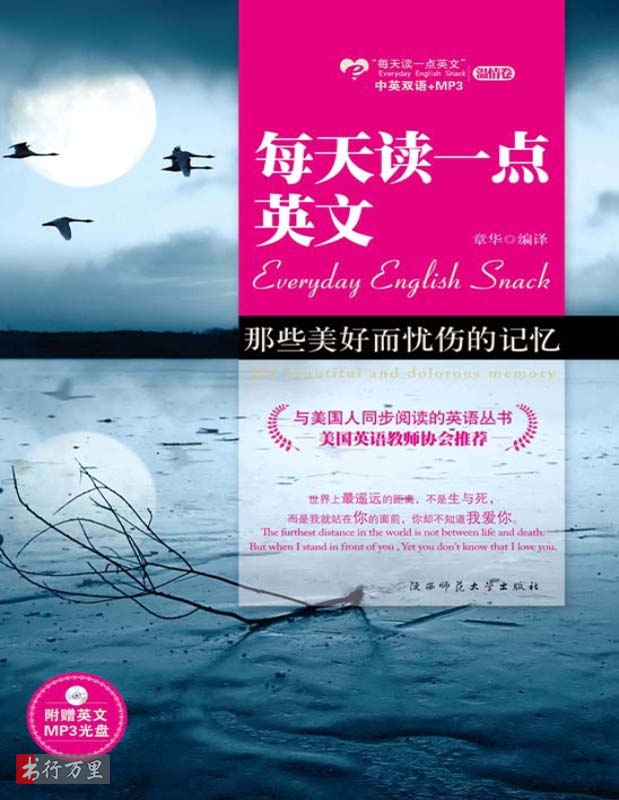 "每天读一点英文"
Everyday English Snack
中英双语+MP3
温情卷
每天读一点
英文
章华◎编译
Everyday English Snack
那些美好而忧伤的记忆
beautiful and dolorous memory
与美国人同步阅读的英语丛书
美国英语教师协会推荐
世界上最遥远的距离，不是生与死，
而是我就站在你的面前，你却不知道我爱你。
The furthest distance in the world is not between life and death.
But when I stand in front of you , Yet you don't know that I love you.
陕西师范大学出版社
附赠英文
MP3光盘
书行万里